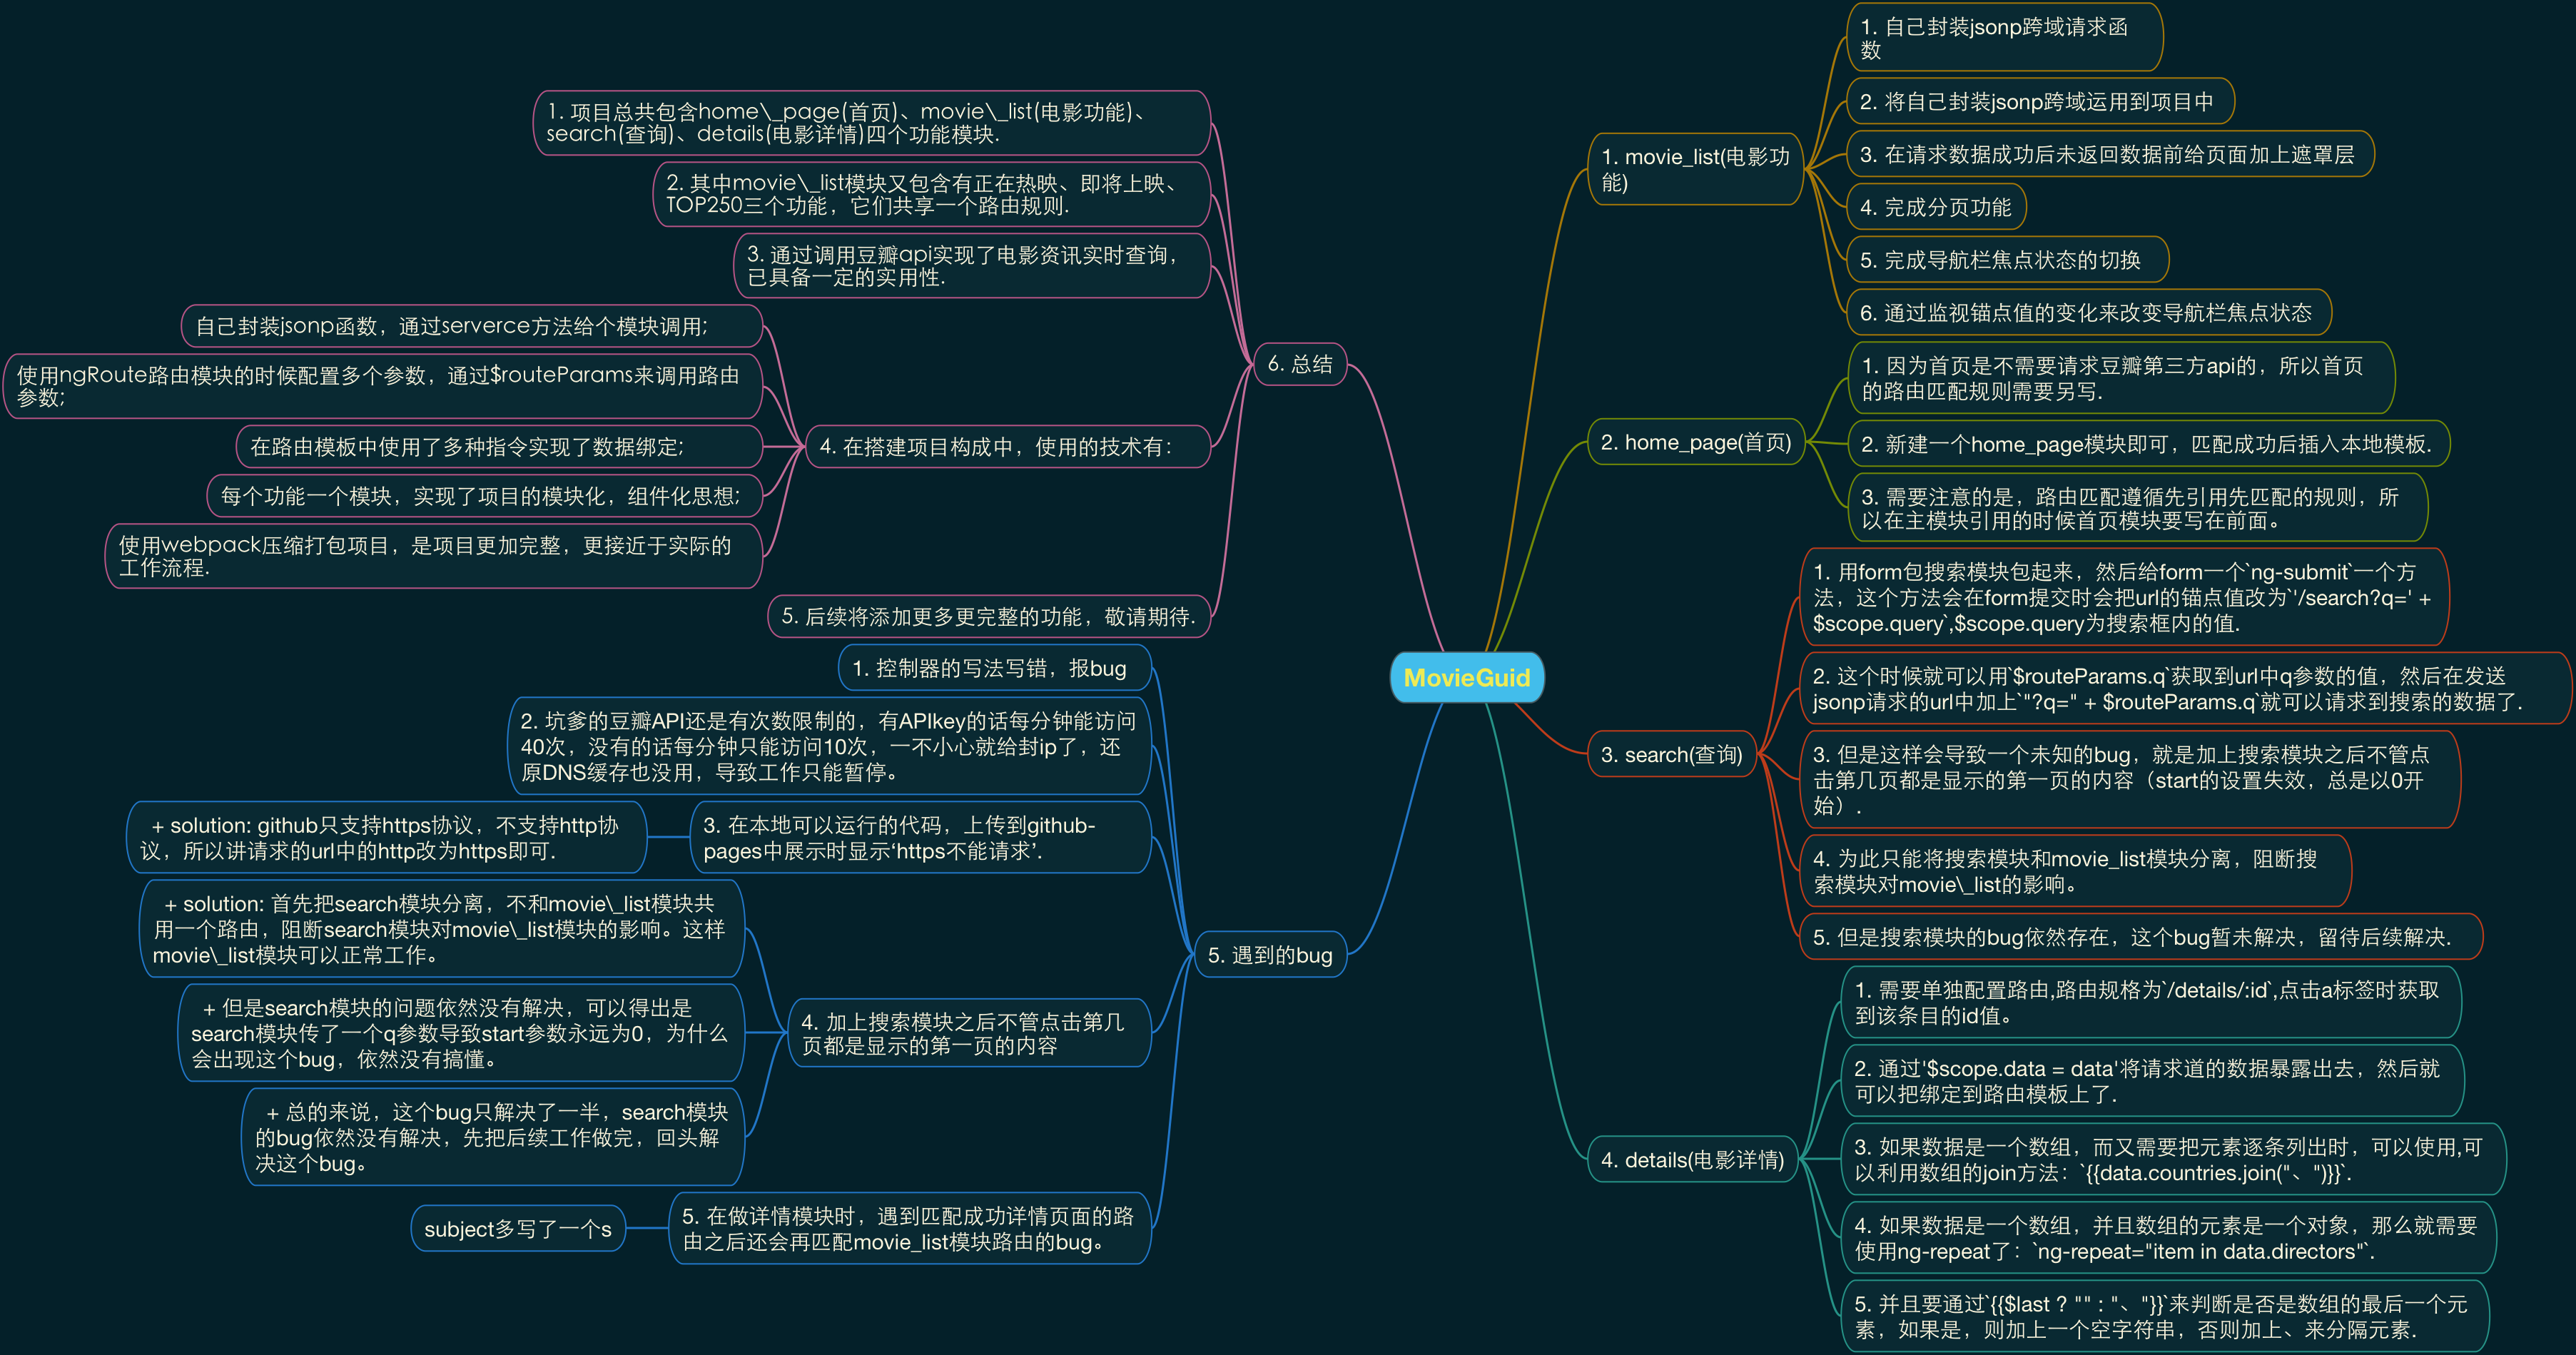 MovieGuid
1. movie_list(电影功
能)
1. 自己封装jsonp跨域请求函
数
2. 将自己封装jsonp跨域运用到项目中
3. 在请求数据成功后未返回数据前给页面加上遮罩层
4. 完成分页功能
5. 完成导航栏焦点状态的切换
6. 通过监视锚点值的变化来改变导航栏焦点状态
2. home_page(首页)
1. 因为首页是不需要请求豆瓣第三方api的，所以首页
的路由匹配规则需要另写.
2. 新建一个home_page模块即可，匹配成功后插入本地模板.
3. 需要注意的是，路由匹配遵循先引用先匹配的规则，所
以在主模块引用的时候首页模块要写在前面。
3. search(查询)
1. 用form包搜索模块包起来，然后给form一个`ng-submit`一个方
法，这个方法会在form提交时会把url的锚点值改为`'/search?q=' +
$scope.query`,$scope.query为搜索框内的值.
2. 这个时候就可以用`$routeParams.q`获取到url中q参数的值，然后在发送
jsonp请求的url中加上`"?q=" + $routeParams.q`就可以请求到搜索的数据了.
3. 但是这样会导致一个未知的bug，就是加上搜索模块之后不管点
击第几页都是显示的第一页的内容（start的设置失效，总是以0开
始）.
4. 为此只能将搜索模块和movie_list模块分离，阻断搜
索模块对movie\_list的影响。
5. 但是搜索模块的bug依然存在，这个bug暂未解决，留待后续解决.
4. details(电影详情)
1. 需要单独配置路由,路由规格为`/details/:id`,点击a标签时获取
到该条目的id值。
2. 通过'$scope.data = data'将请求道的数据暴露出去，然后就
可以把绑定到路由模板上了.
3. 如果数据是一个数组，而又需要把元素逐条列出时，可以使用,可
以利用数组的join方法：`{{data.countries.join("、")}}`.
4. 如果数据是一个数组，并且数组的元素是一个对象，那么就需要
使用ng-repeat了：`ng-repeat="item in data.directors"`.
5. 并且要通过`{{$last ? "" : "、"}}`来判断是否是数组的最后一个元
素，如果是，则加上一个空字符串，否则加上、来分隔元素.
5. 遇到的bug
1. 控制器的写法写错，报bug
2. 坑爹的豆瓣API还是有次数限制的，有APIkey的话每分钟能访问
40次，没有的话每分钟只能访问10次，一不小心就给封ip了，还
原DNS缓存也没用，导致工作只能暂停。
3. 在本地可以运行的代码，上传到github-
pages中展示时显示‘https不能请求’.
+ solution: github只支持https协议，不支持http协
议，所以讲请求的url中的http改为https即可.
4. 加上搜索模块之后不管点击第几
页都是显示的第一页的内容
+ solution: 首先把search模块分离，不和movie\_list模块共
用一个路由，阻断search模块对movie\_list模块的影响。这样
movie\_list模块可以正常工作。
+ 但是search模块的问题依然没有解决，可以得出是
search模块传了一个q参数导致start参数永远为0，为什么
会出现这个bug，依然没有搞懂。
+ 总的来说，这个bug只解决了一半，search模块
的bug依然没有解决，先把后续工作做完，回头解
决这个bug。
5. 在做详情模块时，遇到匹配成功详情页面的路
由之后还会再匹配movie_list模块路由的bug。
subject多写了一个s
6. 总结
1. 项目总共包含home\_page(首页)、movie\_list(电影功能)、
search(查询)、details(电影详情)四个功能模块.
2. 其中movie\_list模块又包含有正在热映、即将上映、
TOP250三个功能，它们共享一个路由规则.
3. 通过调用豆瓣api实现了电影资讯实时查询，
已具备一定的实用性.
4. 在搭建项目构成中，使用的技术有：
自己封装jsonp函数，通过serverce方法给个模块调用;
使用ngRoute路由模块的时候配置多个参数，通过$routeParams来调用路由
参数;
在路由模板中使用了多种指令实现了数据绑定;
每个功能一个模块，实现了项目的模块化，组件化思想;
使用webpack压缩打包项目，是项目更加完整，更接近于实际的
工作流程.
5. 后续将添加更多更完整的功能，敬请期待.